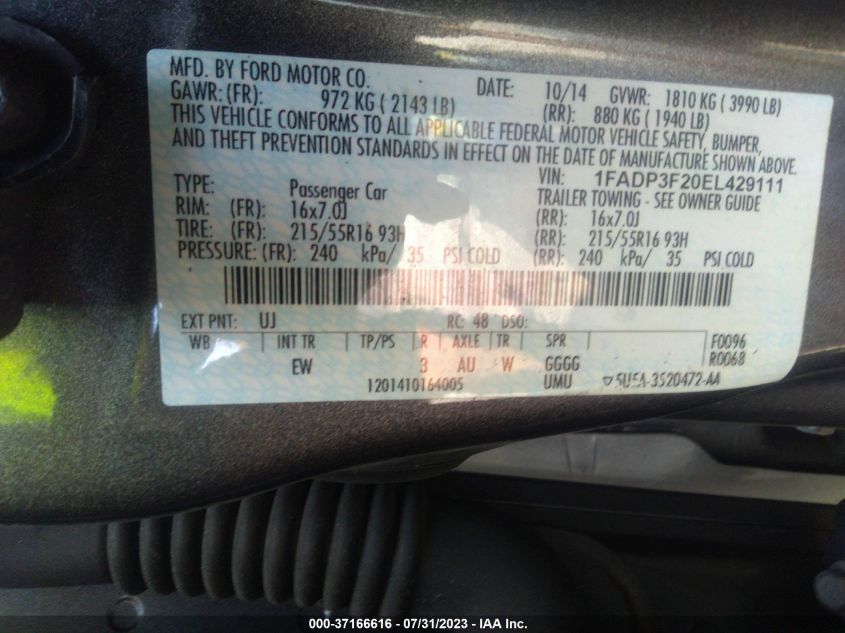 MFD. BY FORD MOTOR CO. DATE: 10/14 GVWR: 1810 KG ( 3990 LB)
GAWR: (FR): 972 KG ( 2143 LB) (RR): 880 KG ( 1940 LB)
THIS VEHICLE CONFORMS TO ALL APPLICABLE FEDERAL MOTOR VEHICLE SAFETY, BUMPER,
AND THEFT PREVENTION STANDARDS IN EFFECT ON THE DATE OF MANUFACTURE SHOWN ABOVE.
VIN: 1FADP3F20EL429111
TYPE: Passenger Car TRAILER TOWING - SEE OWNER GUIDE
RIM: (FR): 16x7.0J (RR): 16x7.0J
TIRE: (FR): 215/55R16 93H (RR): 215/55R16 93H
PRESSURE: (FR): 240 kPa/ 35 PSI COLD (RR): 240 kPa/ 35 PSI COLD
EXT PNT: UJ RC: 48 DSO:
WB INT TR TP/PS R AXLE TR SPR F0096
EW 3 AU W GGGG R0068
1201410164005 UMU 5U5A-3520472-AA
000-37166616 - 07/31/2023 - IAA Inc.